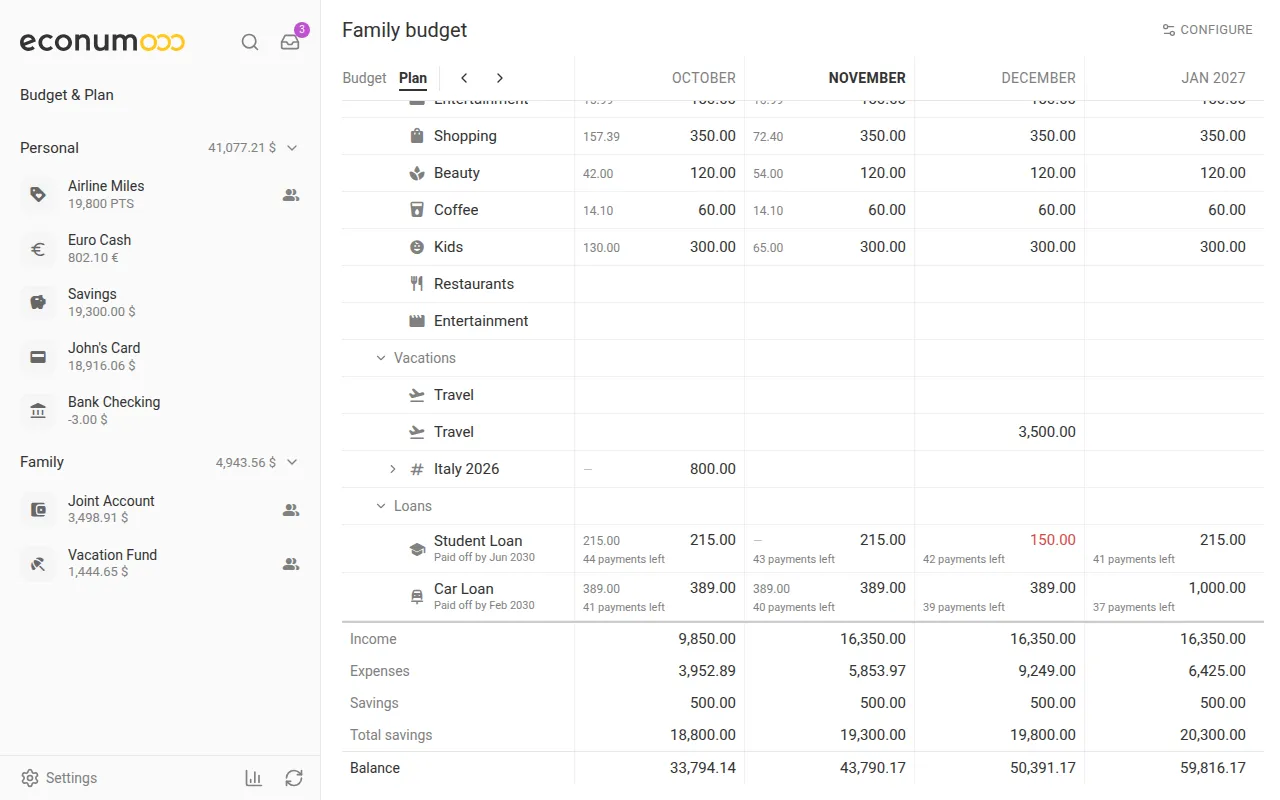 econumo
3
Budget & Plan
Personal 41,077.21 $
Airline Miles
19,800 PTS
Euro Cash
802.10 €
Savings
19,300.00 $
John's Card
18,916.06 $
Bank Checking
-3.00 $
Family 4,943.56 $
Joint Account
3,498.91 $
Vacation Fund
1,444.65 $
Settings
Family budget CONFIGURE
Budget Plan OCTOBER NOVEMBER DECEMBER JAN 2027
Entertainment
Shopping 157.39 350.00 72.40 350.00 350.00 350.00
Beauty 42.00 120.00 54.00 120.00 120.00 120.00
Coffee 14.10 60.00 14.10 60.00 60.00 60.00
Kids 130.00 300.00 65.00 300.00 300.00 300.00
Restaurants
Entertainment
Vacations
Travel
Travel 3,500.00
# Italy 2026 – 800.00
Loans
Student Loan 215.00 215.00 – 215.00 150.00 215.00
Paid off by Jun 2030 44 payments left 43 payments left 42 payments left 41 payments left
Car Loan 389.00 389.00 389.00 389.00 389.00 1,000.00
Paid off by Feb 2030 41 payments left 40 payments left 39 payments left 37 payments left
Income 9,850.00 16,350.00 16,350.00 16,350.00
Expenses 3,952.89 5,853.97 9,249.00 6,425.00
Savings 500.00 500.00 500.00 500.00
Total savings 18,800.00 19,300.00 19,800.00 20,300.00
Balance 33,794.14 43,790.17 50,391.17 59,816.17